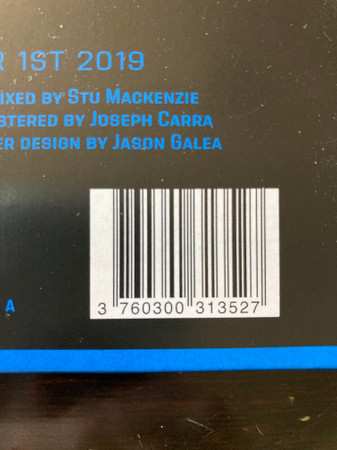 R 1ST 2019
IXED BY STU MACKENZIE
STERED BY JOSEPH CARRA
ER DESIGN BY JASON GALEA
3 760300 313527
A